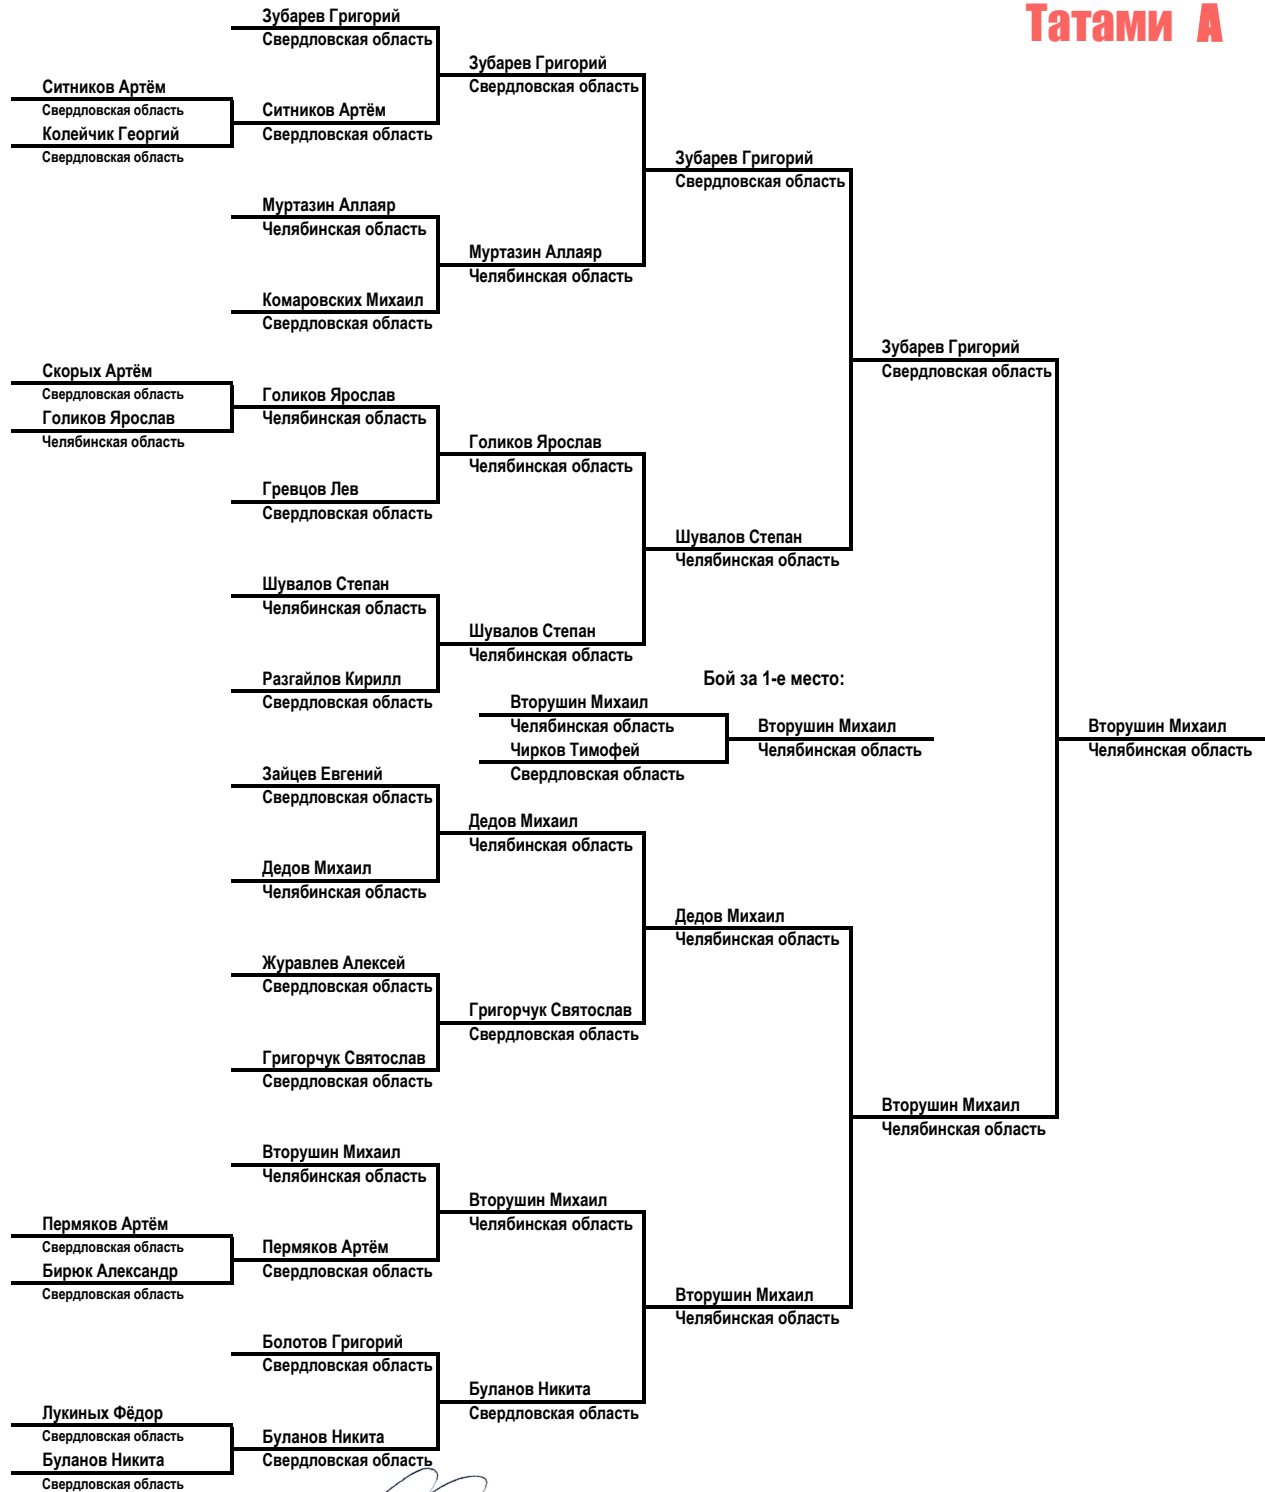 Татами А
Зубарев Григорий
Свердловская область
Зубарев Григорий
Свердловская область
Ситников Артём
Свердловская область
Ситников Артём
Свердловская область
Колейчик Георгий
Свердловская область
Зубарев Григорий
Свердловская область
Муртазин Аллаяр
Челябинская область
Муртазин Аллаяр
Челябинская область
Комаровских Михаил
Свердловская область
Зубарев Григорий
Свердловская область
Скорых Артём
Свердловская область
Голиков Ярослав
Челябинская область
Голиков Ярослав
Челябинская область
Голиков Ярослав
Челябинская область
Гревцов Лев
Свердловская область
Шувалов Степан
Челябинская область
Шувалов Степан
Челябинская область
Шувалов Степан
Челябинская область
Разгайлов Кирилл
Свердловская область
Бой за 1-е место:
Вторушин Михаил
Челябинская область
Чирков Тимофей
Свердловская область
Вторушин Михаил
Челябинская область
Вторушин Михаил
Челябинская область
Зайцев Евгений
Свердловская область
Дедов Михаил
Челябинская область
Дедов Михаил
Челябинская область
Дедов Михаил
Челябинская область
Журавлев Алексей
Свердловская область
Григорчук Святослав
Свердловская область
Григорчук Святослав
Свердловская область
Вторушин Михаил
Челябинская область
Вторушин Михаил
Челябинская область
Вторушин Михаил
Челябинская область
Пермяков Артём
Свердловская область
Пермяков Артём
Свердловская область
Бирюк Александр
Свердловская область
Вторушин Михаил
Челябинская область
Болотов Григорий
Свердловская область
Буланов Никита
Свердловская область
Лукиных Фёдор
Свердловская область
Буланов Никита
Свердловская область
Буланов Никита
Свердловская область